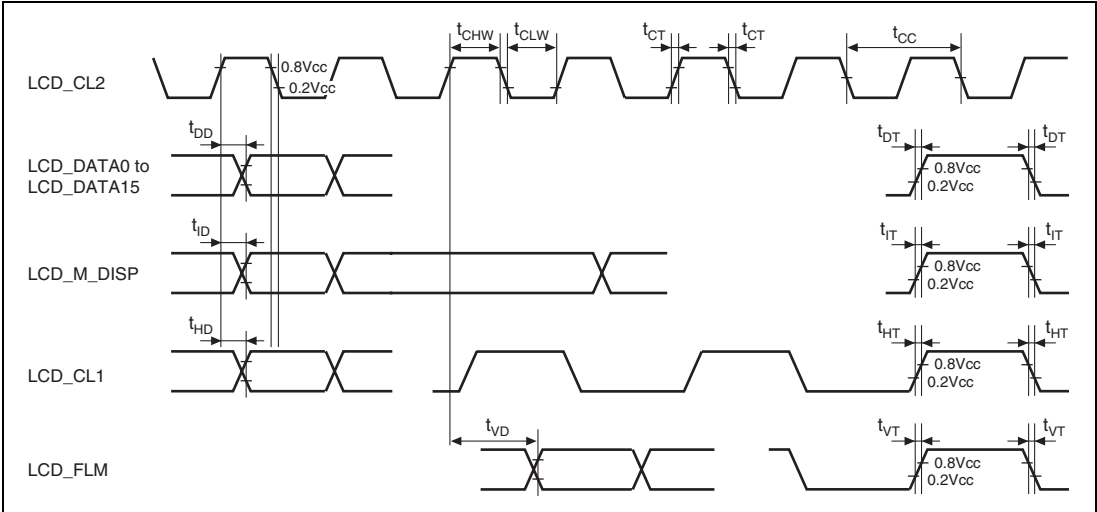 tCHW tCLW tCT tCT tCC
LCD_CL2
0.8Vcc
0.2Vcc
tDD tDT tDT
LCD_DATA0 to
LCD_DATA15
0.8Vcc
0.2Vcc
tID tIT tIT
LCD_M_DISP
0.8Vcc
0.2Vcc
tHD tHT tHT
LCD_CL1
0.8Vcc
0.2Vcc
tVD tVT tVT
LCD_FLM
0.8Vcc
0.2Vcc